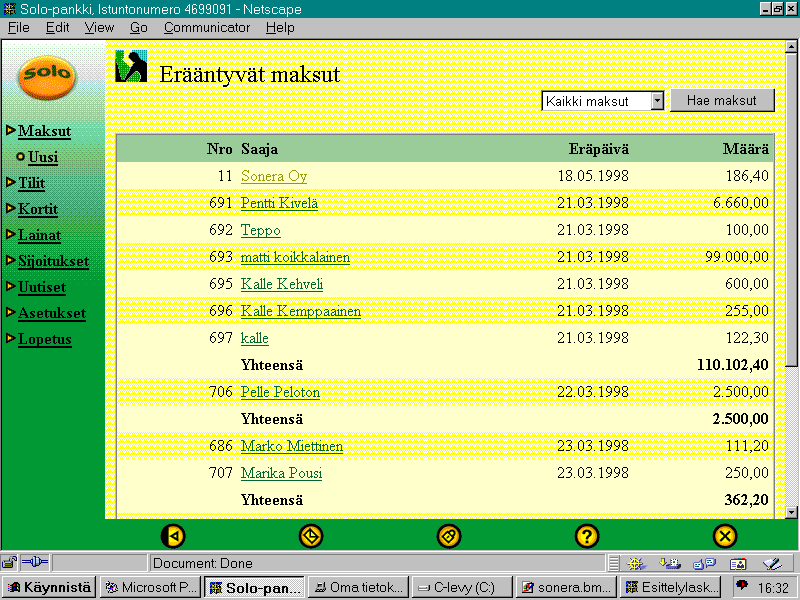 Solo-pankki, Istuntonumero 4699091 - Netscape
File Edit View Go Communicator Help
solo
Erääntyvät maksut
Kaikki maksut Hae maksut
Maksut
Uusi
Tilit
Kortit
Lainat
Sijoitukset
Uutiset
Asetukset
Lopetus
Nro Saaja Eräpäivä Määrä
11 Sonera Oy 18.05.1998 186,40
691 Pentti Kivelä 21.03.1998 6.660,00
692 Teppo 21.03.1998 100,00
693 matti koikkalainen 21.03.1998 99.000,00
695 Kalle Kehveli 21.03.1998 600,00
696 Kalle Kemppaainen 21.03.1998 255,00
697 kalle 21.03.1998 122,30
Yhteensä 110.102,40
706 Pelle Peloton 22.03.1998 2.500,00
Yhteensä 2.500,00
686 Marko Miettinen 23.03.1998 111,20
707 Marika Pousi 23.03.1998 250,00
Yhteensä 362,20
?
Document: Done
Käynnistä Microsoft P... Solo-pan... Oma tietok... C-levy (C:) sonera.bm... Esittelylask... 16:32